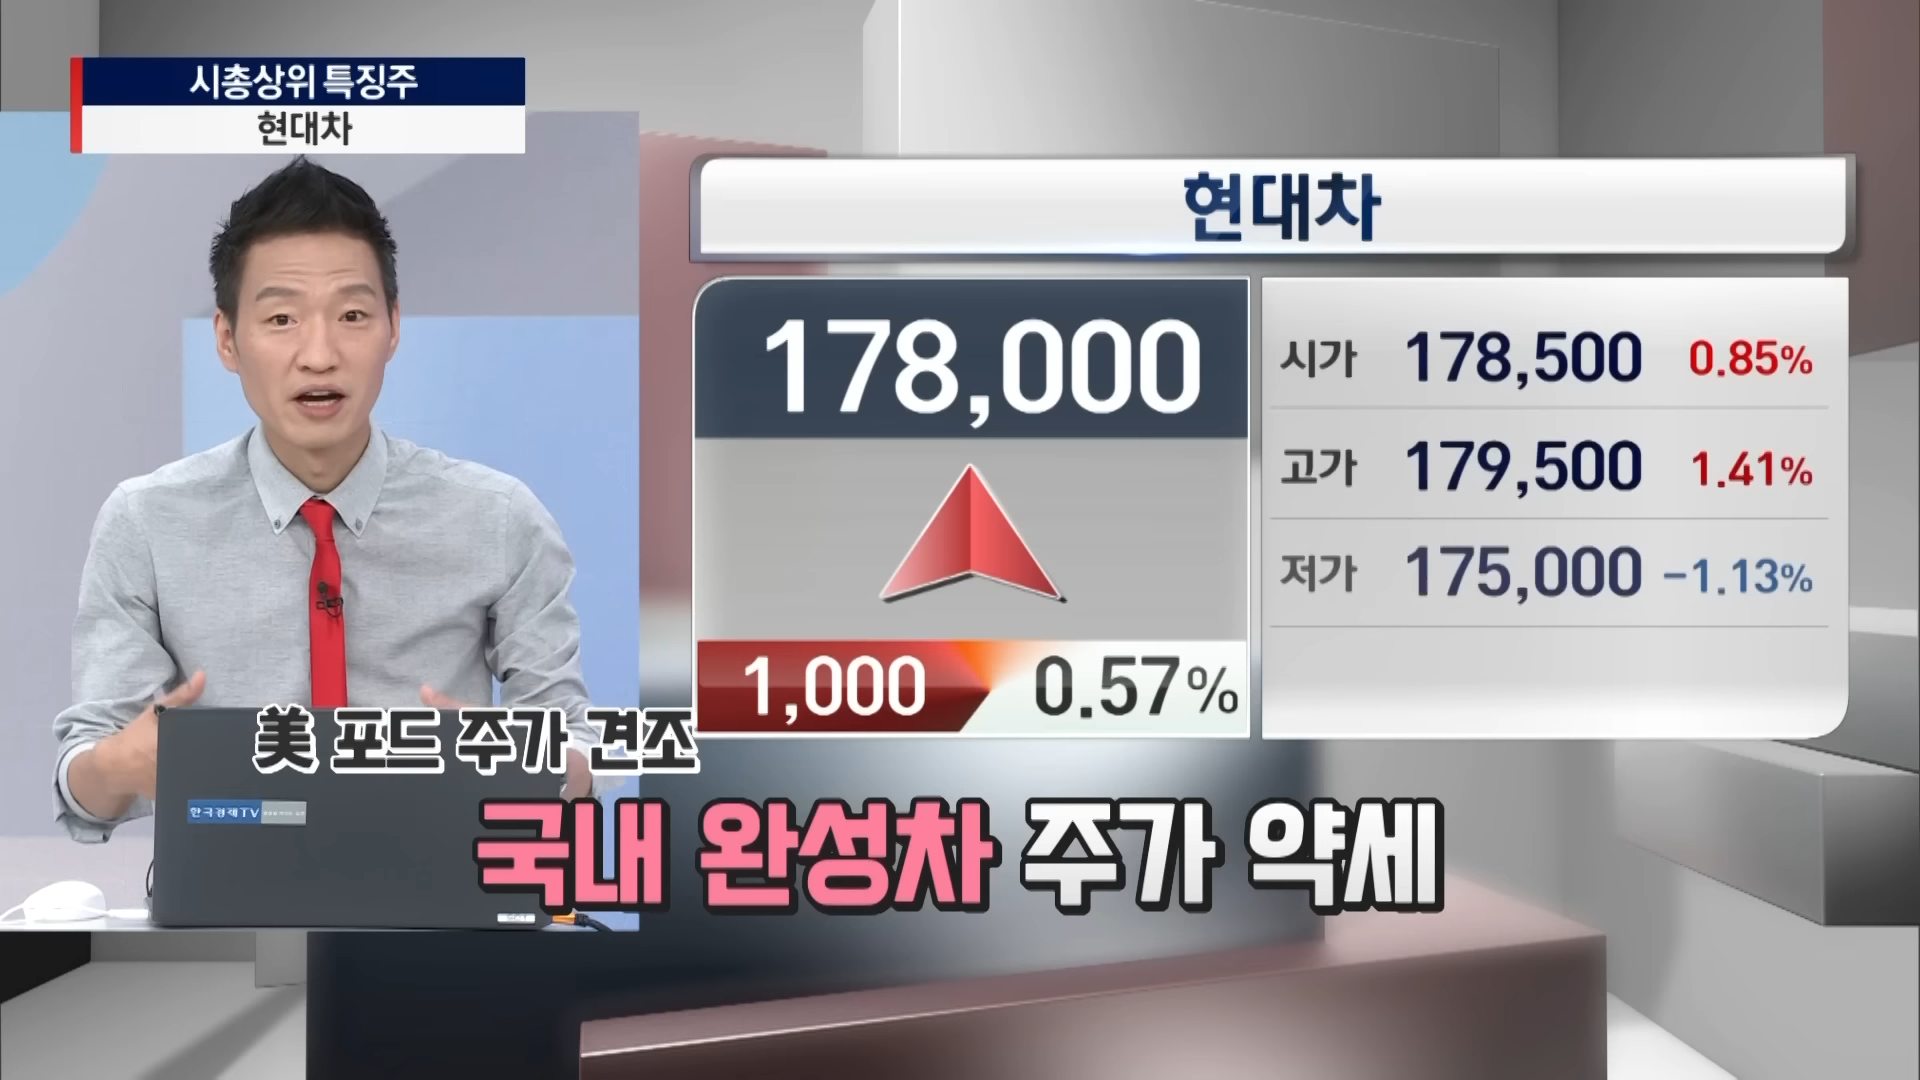 시총상위 특징주
현대차
현대차
178,000
1,000 0.57%
시가 178,500 0.85%
고가 179,500 1.41%
저가 175,000 -1.13%
美 포드 주가 견조
한국경제TV
국내 완성차 주가 약세